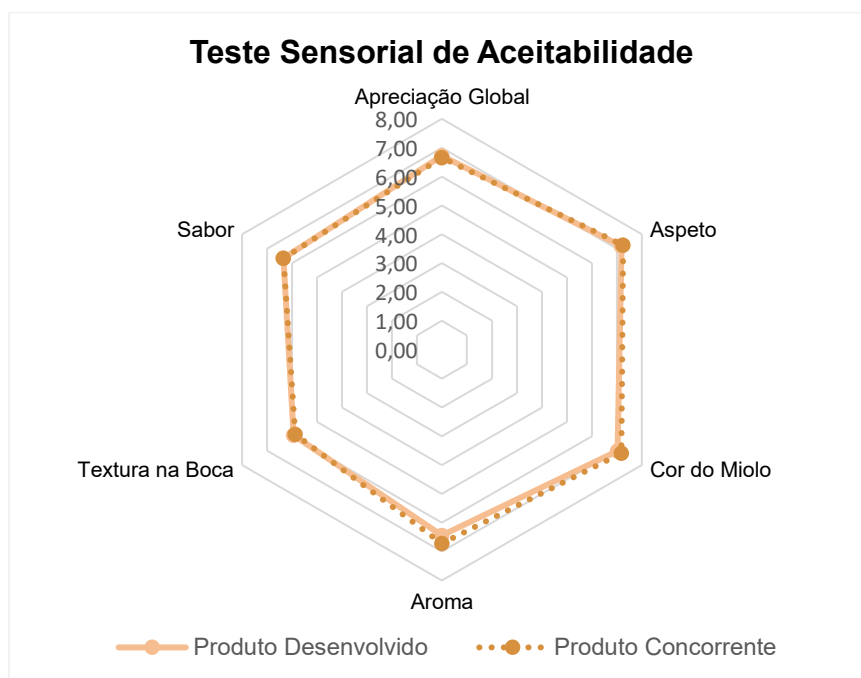 Teste Sensorial de Aceitabilidade
Apreciação Global
8,00
7,00
6,00
5,00
4,00
3,00
2,00
1,00
0,00
Sabor
Aspeto
Textura na Boca
Cor do Miolo
Aroma
Produto Desenvolvido
Produto Concorrente